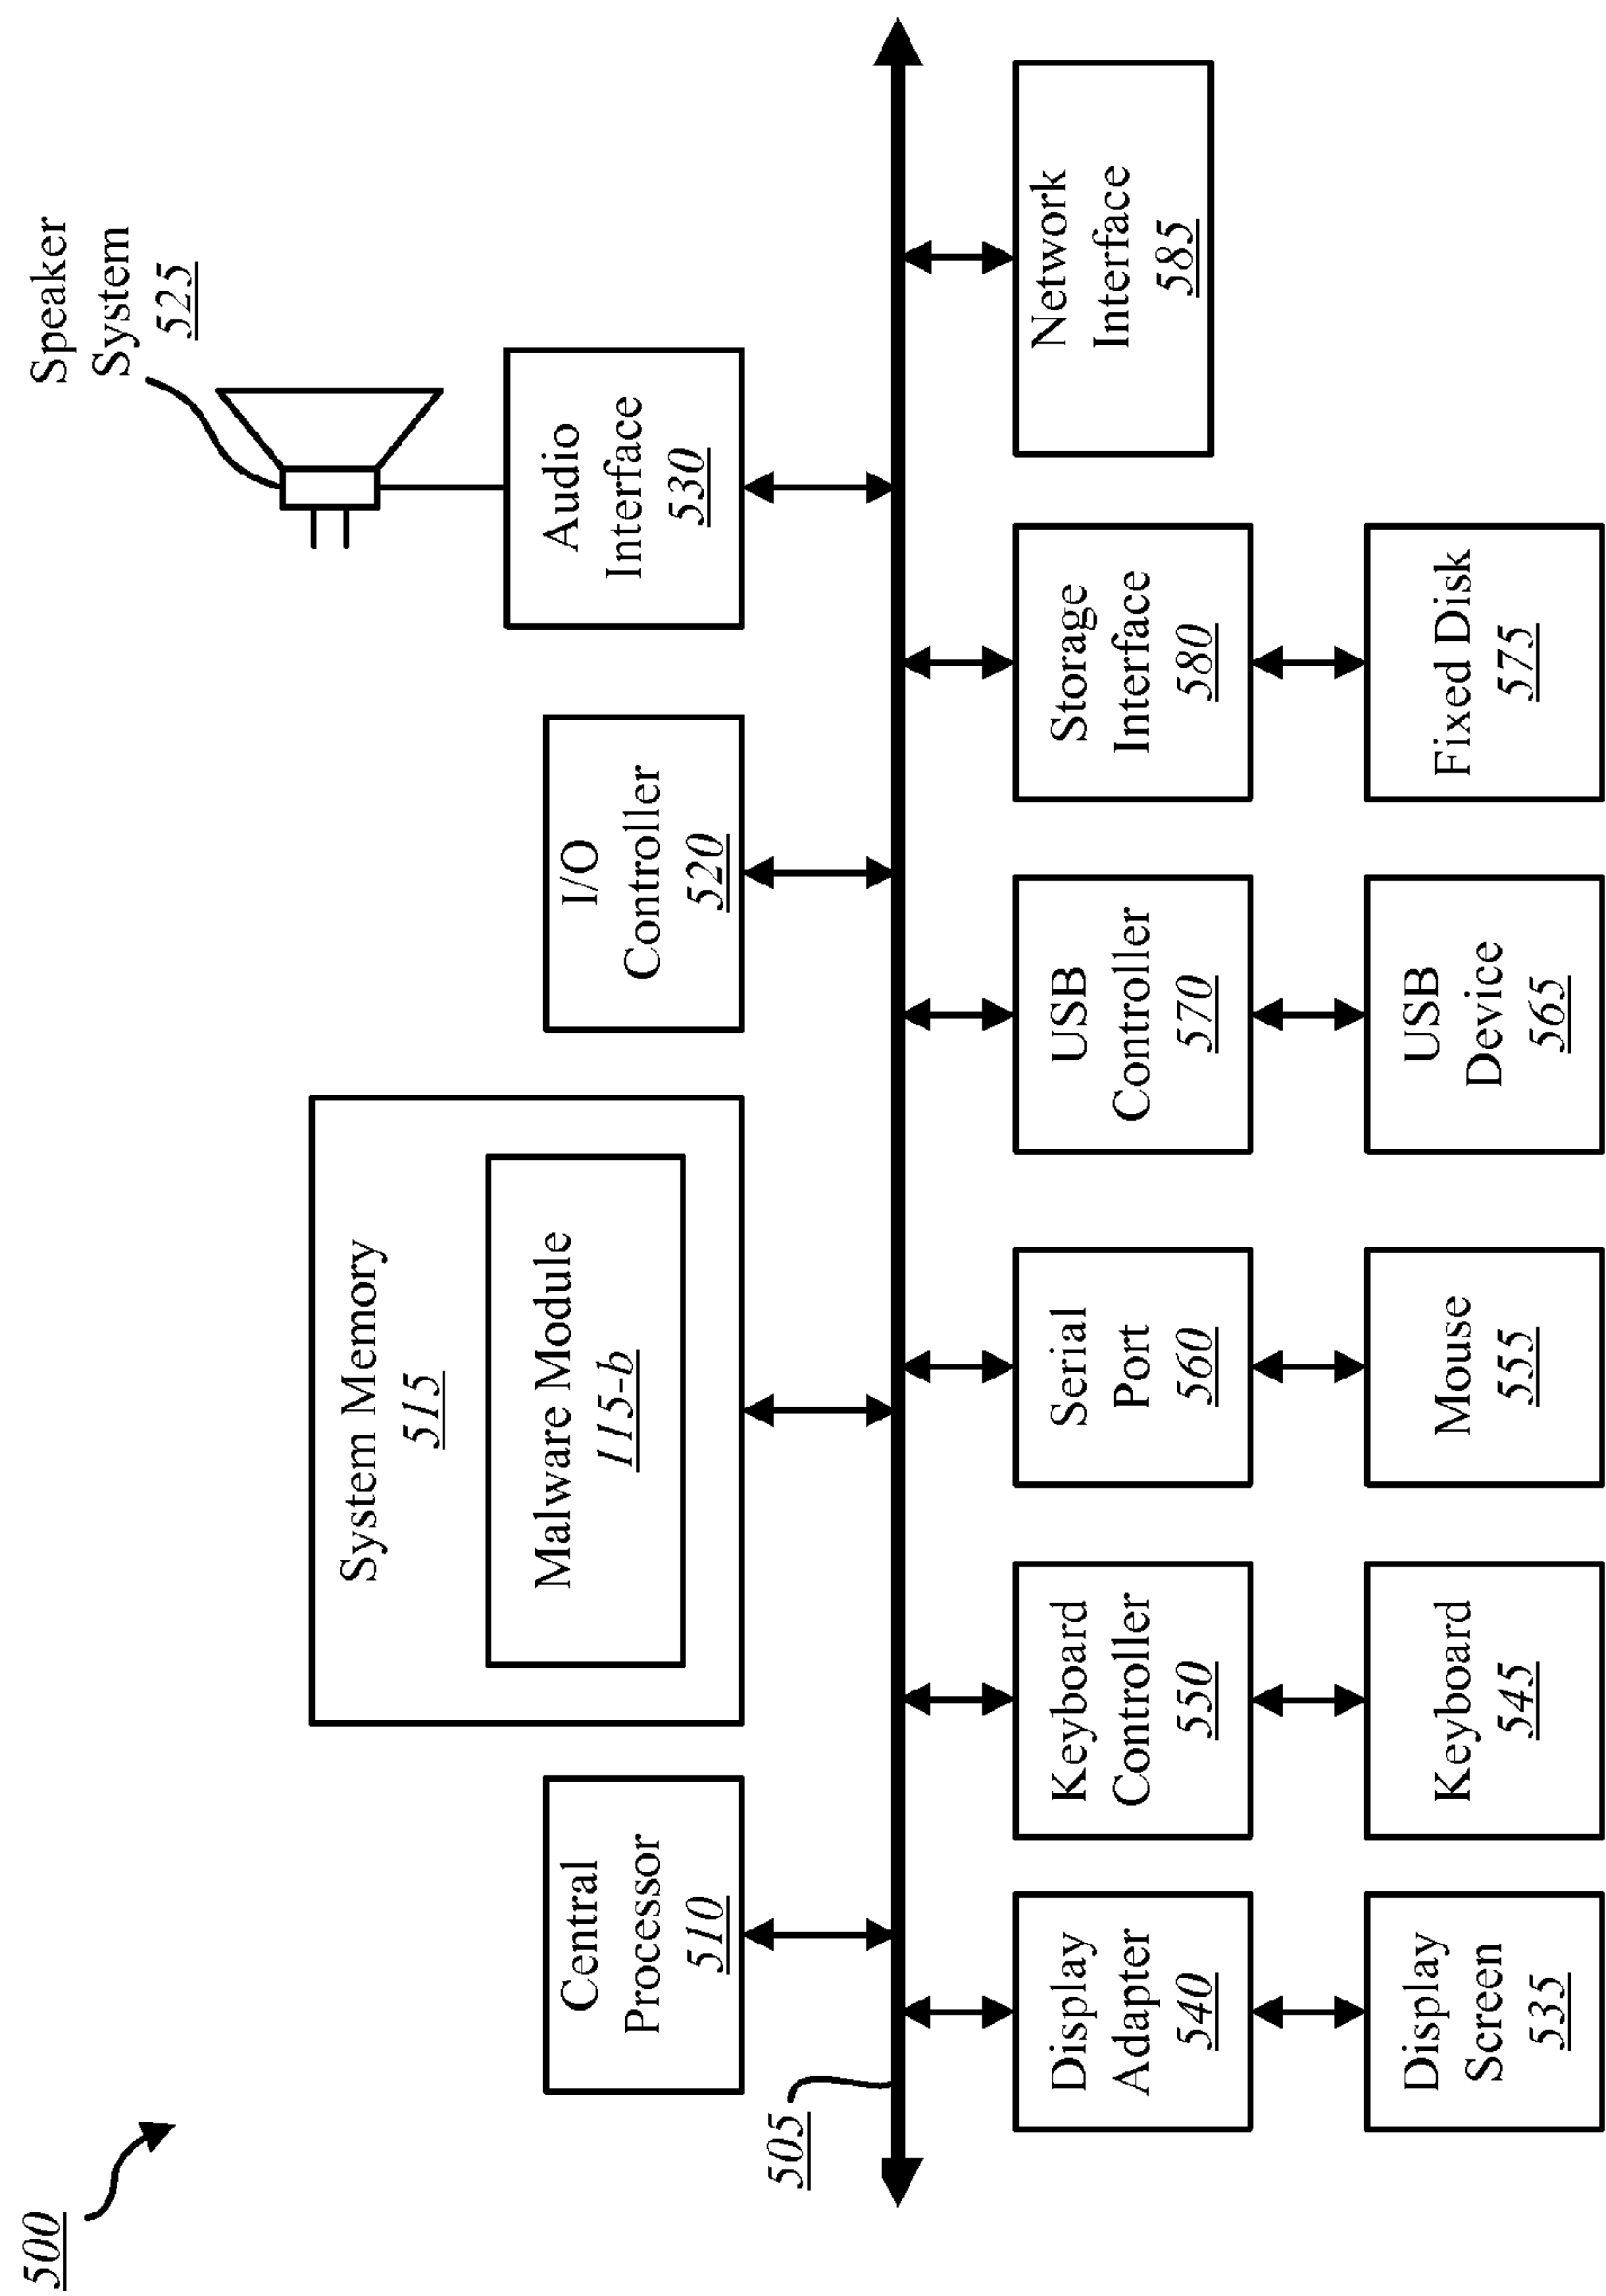 500
Speaker
System
525
System Memory
515
Malware Module
115-b
Central
Processor
510
I/O
Controller
520
Audio
Interface
530
505
Display
Adapter
540
Keyboard
Controller
550
Serial
Port
560
USB
Controller
570
Storage
Interface
580
Network
Interface
585
Display
Screen
535
Keyboard
545
Mouse
555
USB
Device
565
Fixed Disk
575